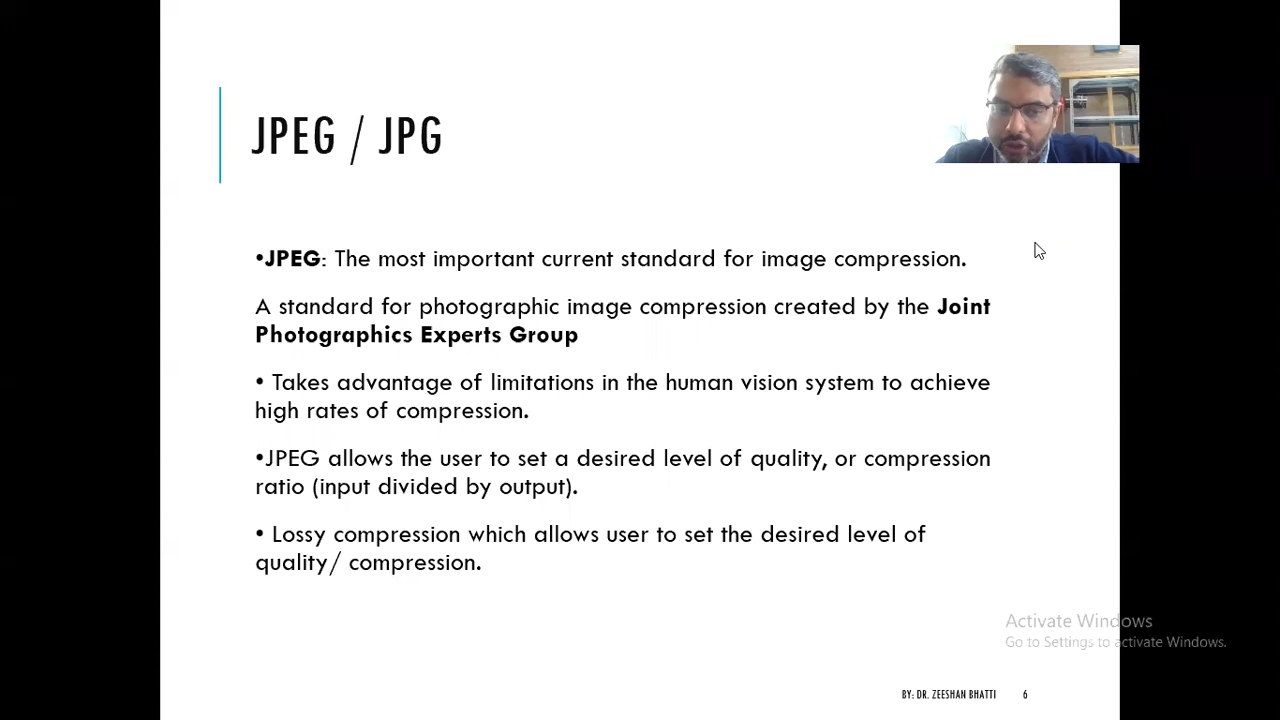 JPEG / JPG
•JPEG: The most important current standard for image compression.
A standard for photographic image compression created by the Joint
Photographics Experts Group
• Takes advantage of limitations in the human vision system to achieve
high rates of compression.
•JPEG allows the user to set a desired level of quality, or compression
ratio (input divided by output).
• Lossy compression which allows user to set the desired level of
quality/ compression.
Activate Windows
Go to Settings to activate Windows.
BY: DR. ZEESHAN BHATTI 6